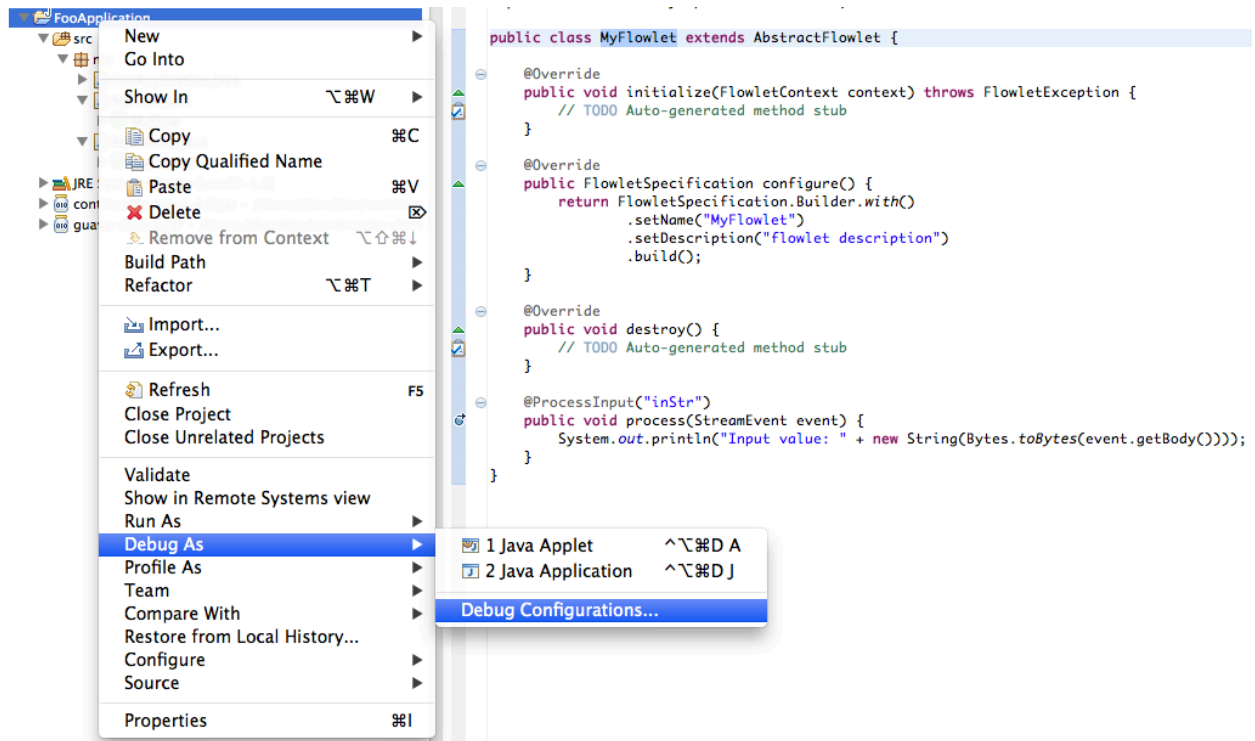 FooApplication
src
JRE
cont
gua
New
Go Into
Show In ⌥⌘W
Copy ⌘C
Copy Qualified Name
Paste ⌘V
Delete ⌦
Remove from Context ⌥⇧⌘↓
Build Path
Refactor ⌥⌘T
Import...
Export...
Refresh F5
Close Project
Close Unrelated Projects
Validate
Show in Remote Systems view
Run As
Debug As
Profile As
Team
Compare With
Restore from Local History...
Configure
Source
Properties ⌘I
1 Java Applet ^⌥⌘D A
2 Java Application ^⌥⌘D J
Debug Configurations...
public class MyFlowlet extends AbstractFlowlet {
@Override
public void initialize(FlowletContext context) throws FlowletException {
// TODO Auto-generated method stub
}
@Override
public FlowletSpecification configure() {
return FlowletSpecification.Builder.with()
.setName("MyFlowlet")
.setDescription("flowlet description")
.build();
}
@Override
public void destroy() {
// TODO Auto-generated method stub
}
@ProcessInput("inStr")
public void process(StreamEvent event) {
System.out.println("Input value: " + new String(Bytes.toBytes(event.getBody())));
}
}